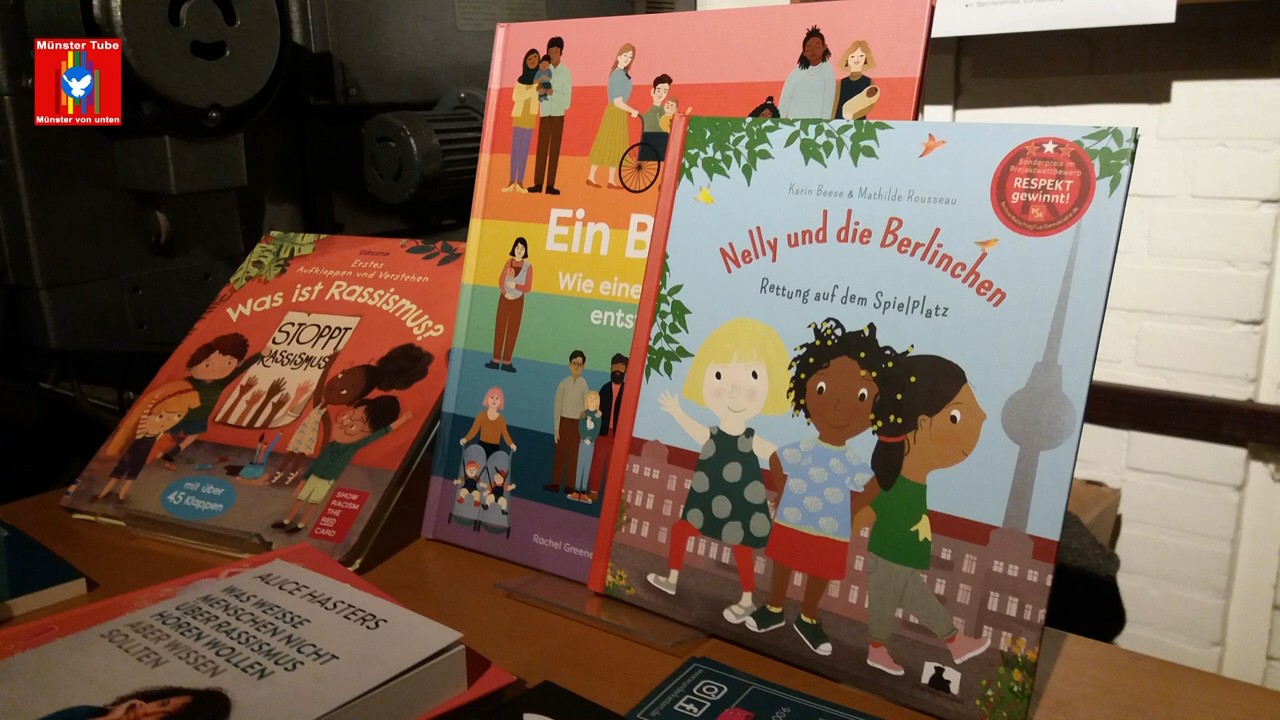 Münster Tube
Münster von unten
Usborne
Erstes
Aufklappen und Verstehen
Was ist Rassismus?
STOPPT
RASSISMUS
mit über
45 Klappen
SHOW
RACISM
THE
RED
CARD
Ein B
Wie eine
ents
Rachel Greene
Karin Beese & Mathilde Rousseau
Nelly und die Berlinchen
Rettung auf dem Spielplatz
Sonderpreis im
Projektwettbewerb
RESPEKT
gewinnt!
ALICE HASTERS
WAS WEISSE
MENSCHEN NICHT
ÜBER RASSISMUS
HÖREN WOLLEN
ABER WISSEN
SOLLTEN